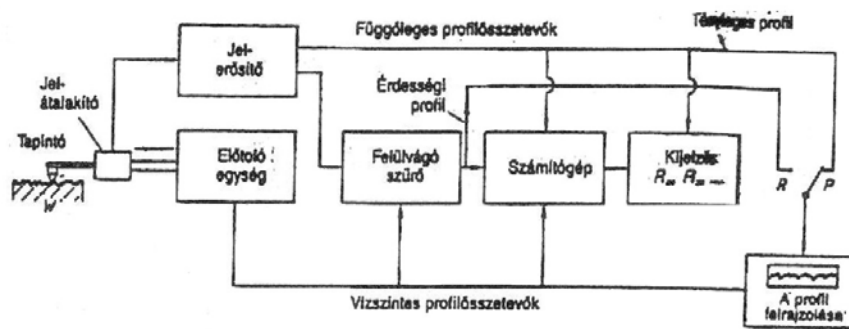 Függőleges profilösszetevők
Tényleges profil
Jel-
erősítő
Jel-
átalakító
Érdességi
profil
Tapintó
Előtoló
egység
Felülvágó
szűrő
Számítógép
Kijelzés
R
P
W
A profil
felrajzolása
Vízszintes profilösszetevők